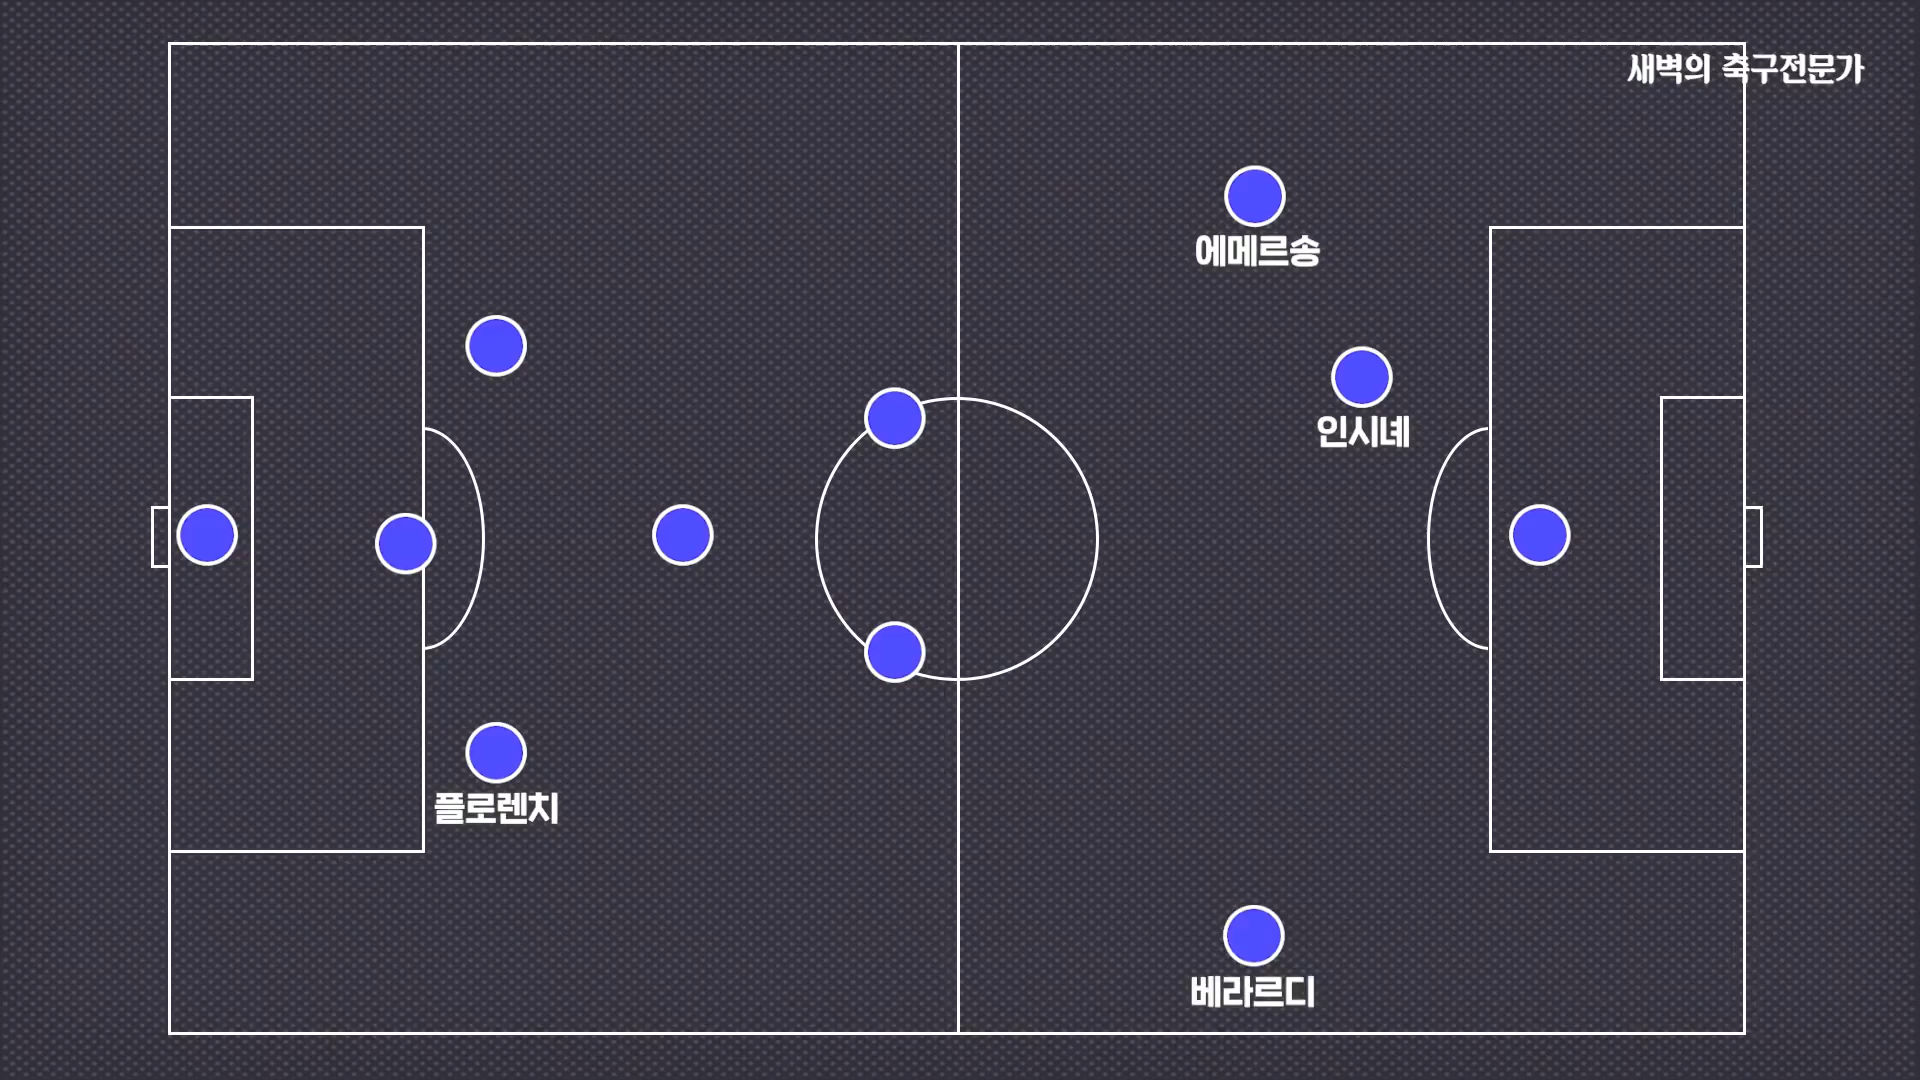 새벽의 축구전문가
에메르송
인시녜
플로렌치
베라르디